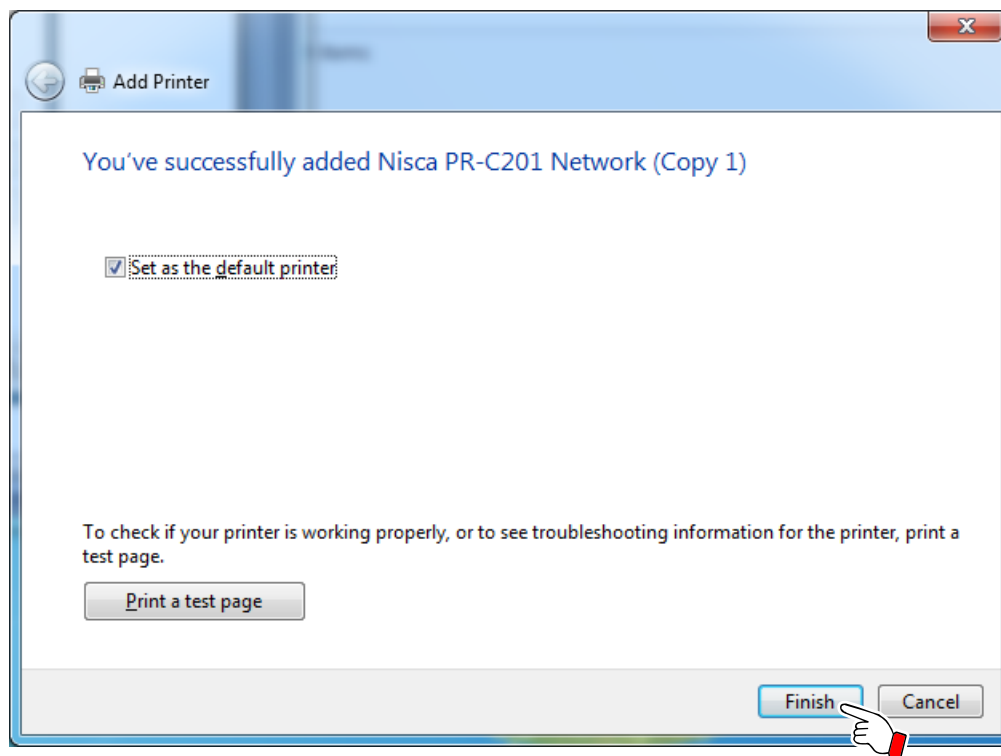 Add Printer
You've successfully added Nisca PR-C201 Network (Copy 1)
Set as the default printer
To check if your printer is working properly, or to see troubleshooting information for the printer, print a
test page.
Print a test page
Finish
Cancel